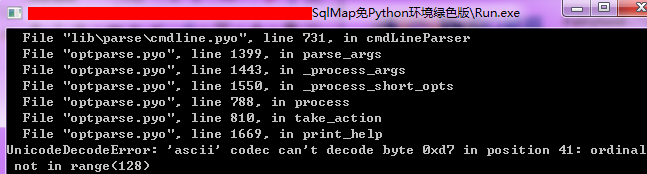 SqlMap免Python环境绿色版\Run.exe
File "lib\parse\cmdline.pyo", line 731, in cmdLineParser
File "optparse.pyo", line 1399, in parse_args
File "optparse.pyo", line 1443, in _process_args
File "optparse.pyo", line 1550, in _process_short_opts
File "optparse.pyo", line 788, in process
File "optparse.pyo", line 810, in take_action
File "optparse.pyo", line 1669, in print_help
UnicodeDecodeError: 'ascii' codec can't decode byte 0xd7 in position 41: ordinal
not in range(128)